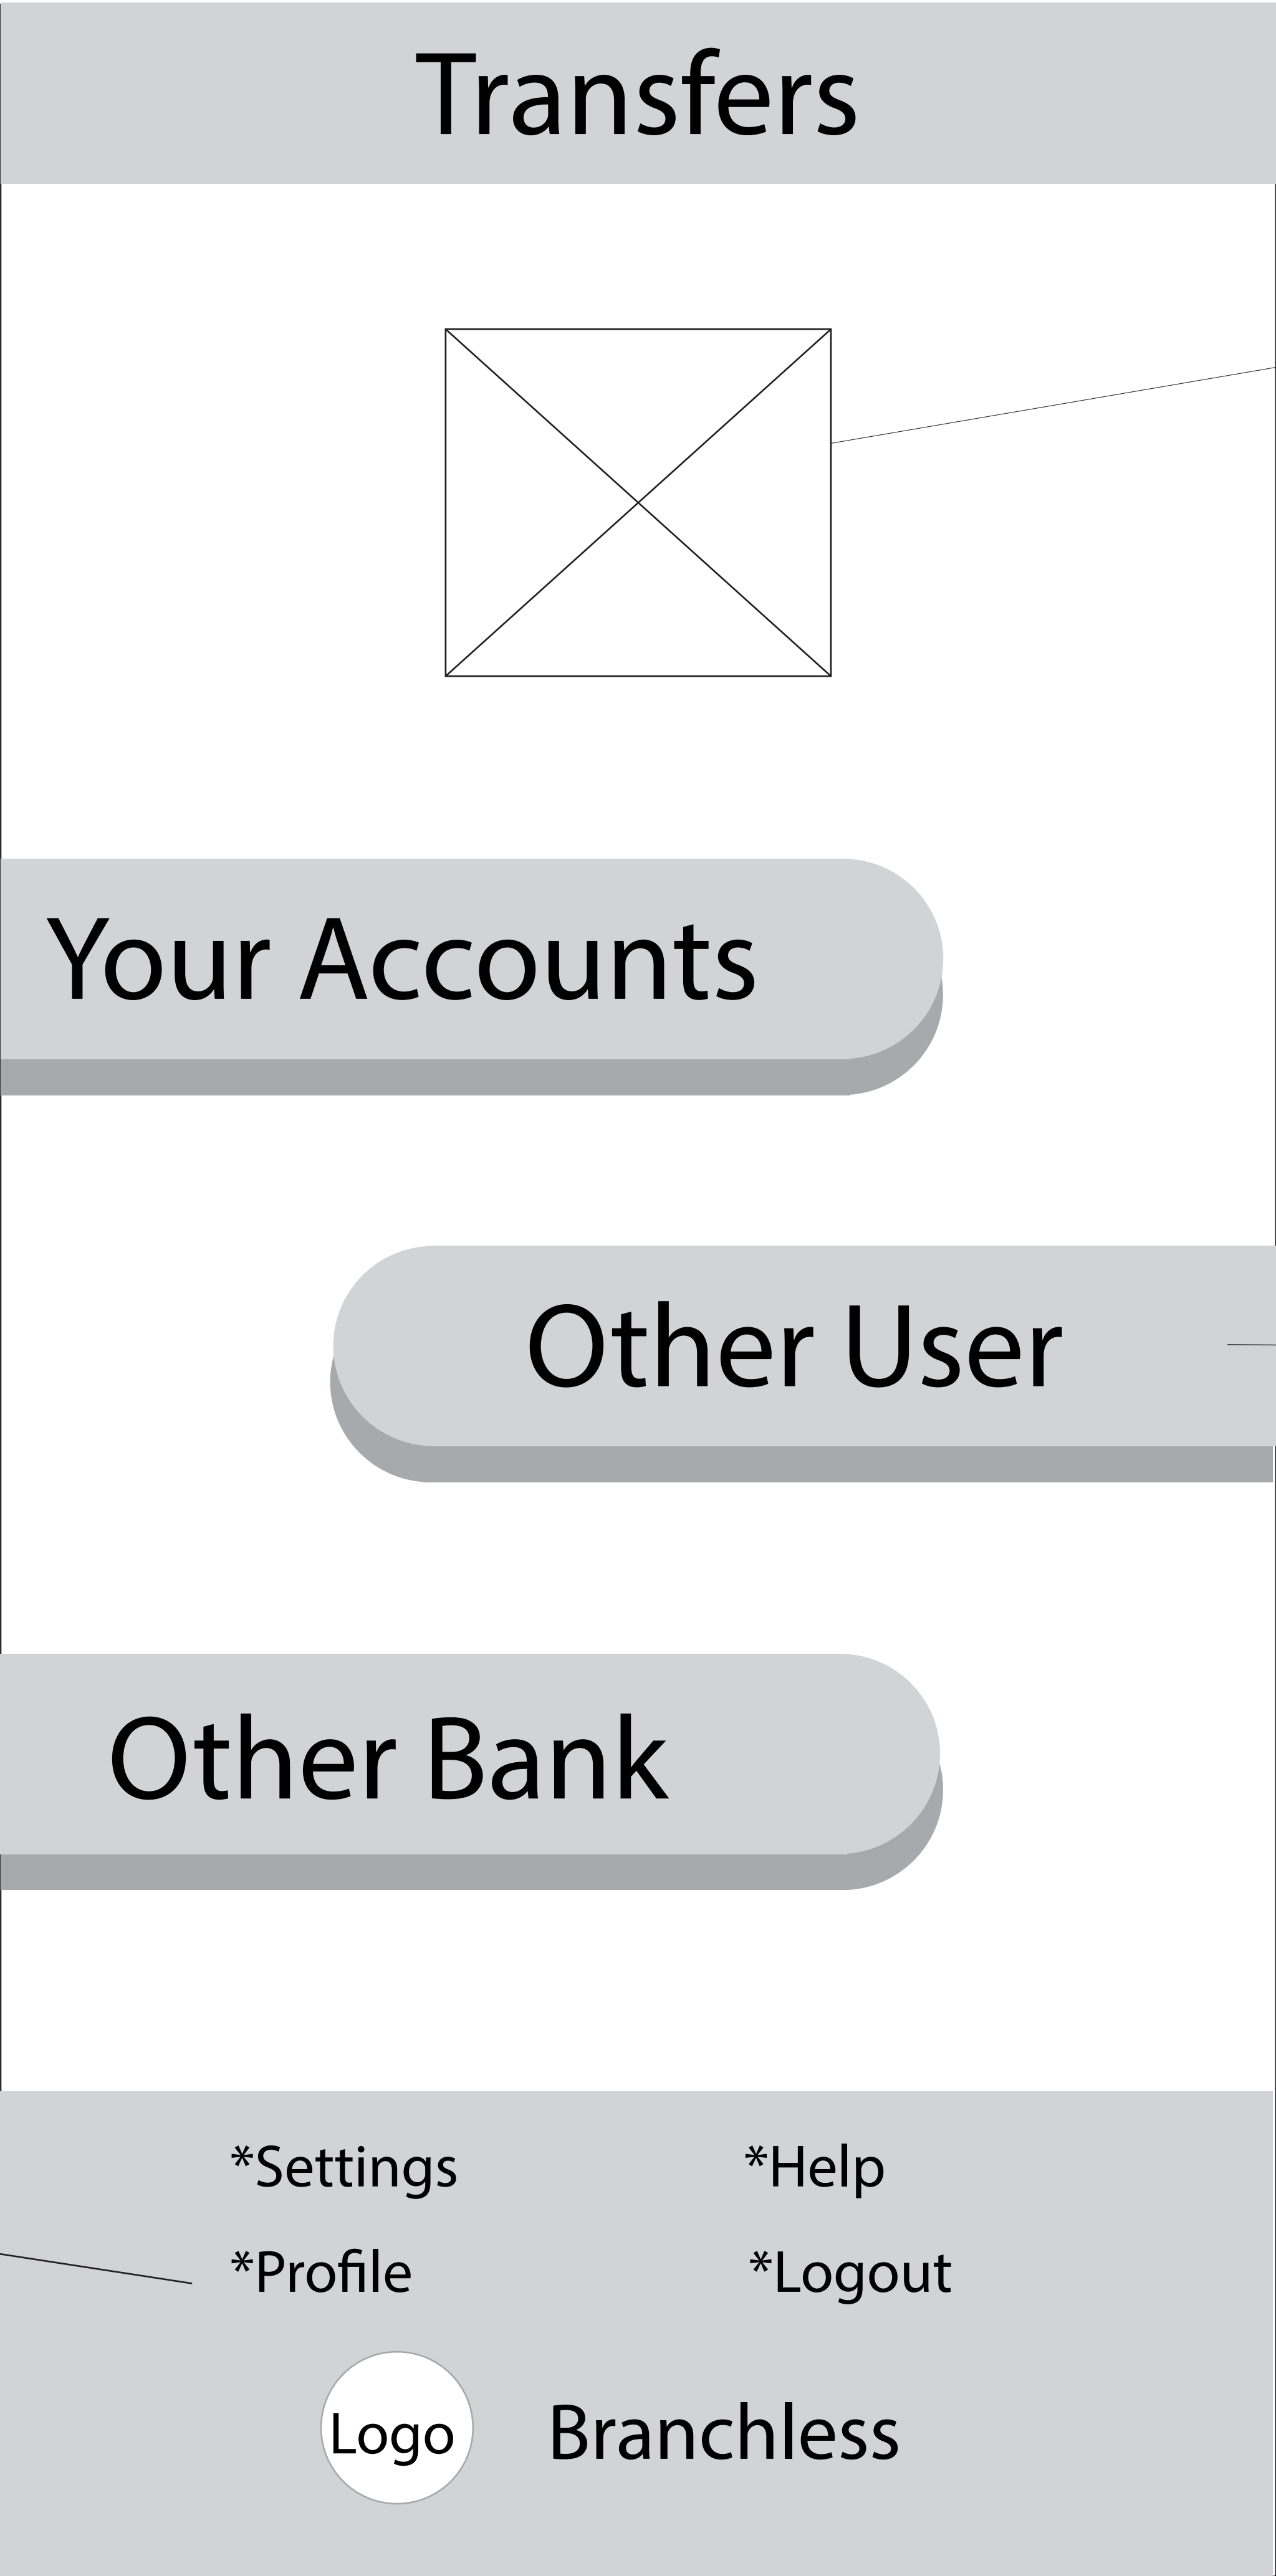 Transfers
Your Accounts
Other User
Other Bank
*Settings
*Help
*Profile
*Logout
Logo
Branchless